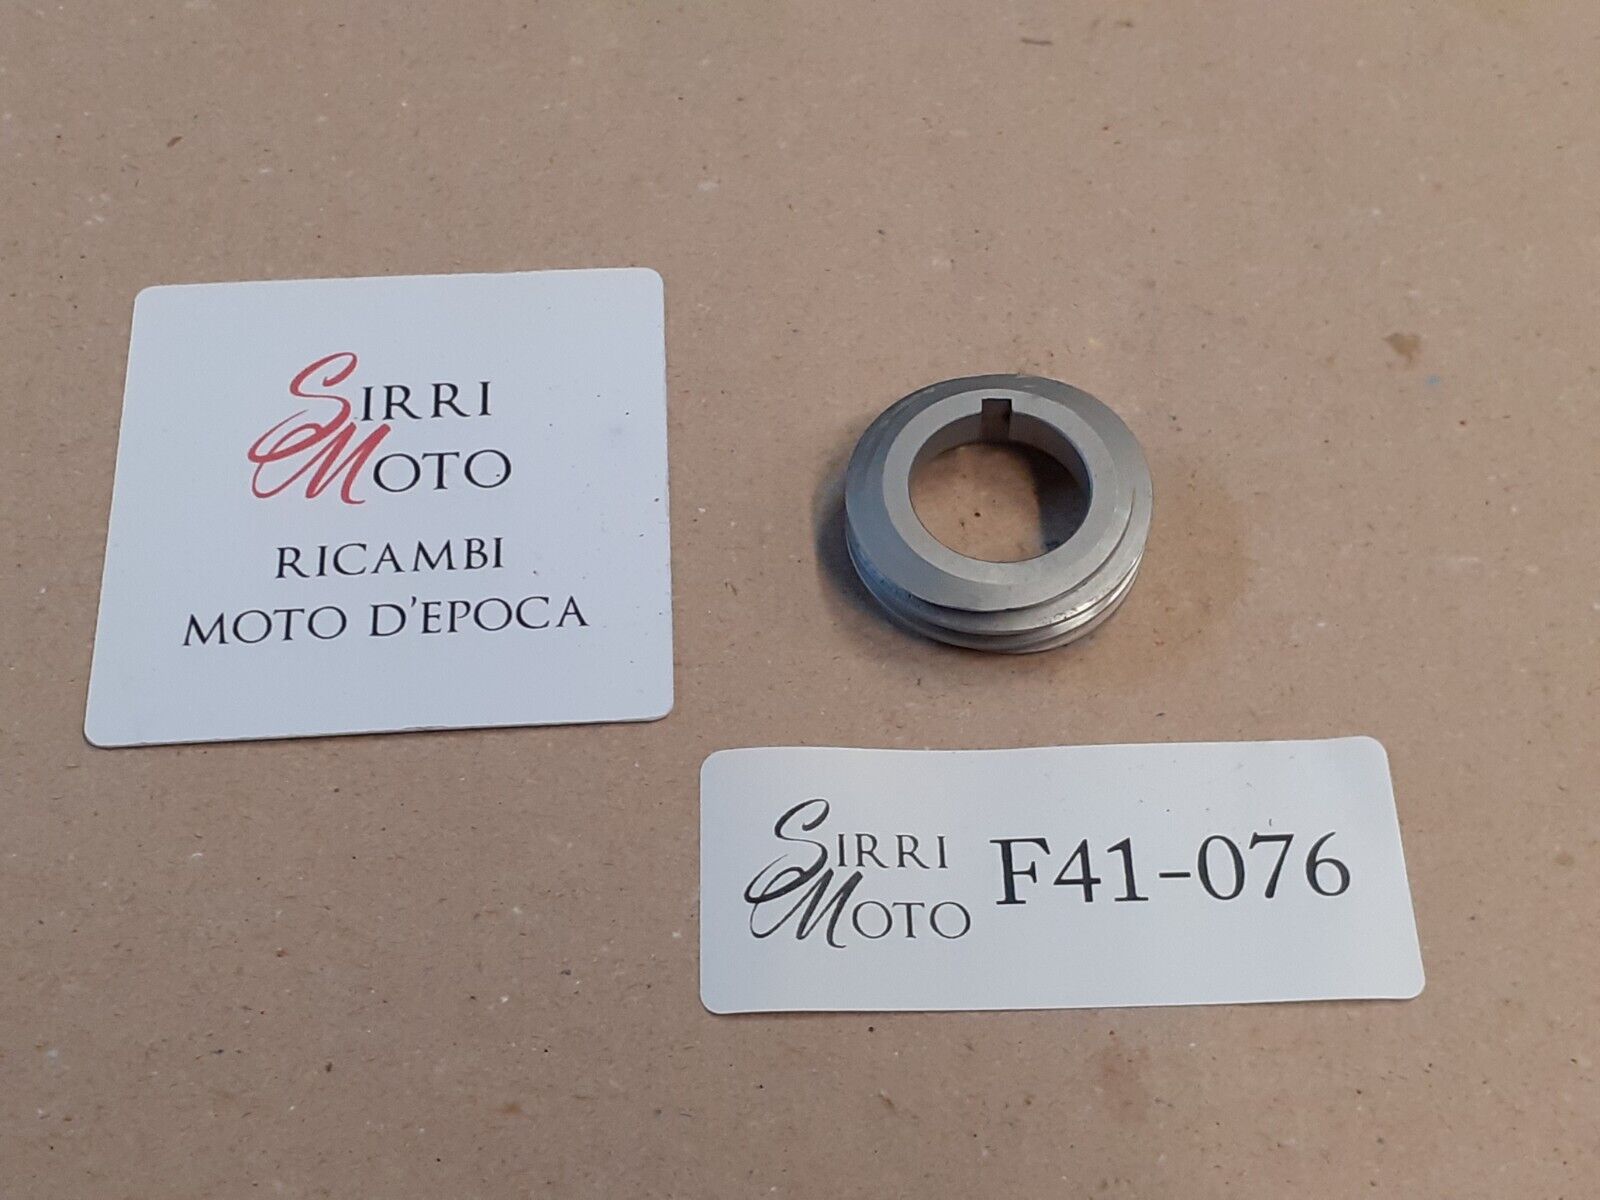 SIRRI
MOTO
RICAMBI
MOTO D'EPOCA
SIRRI
MOTO
F41-076